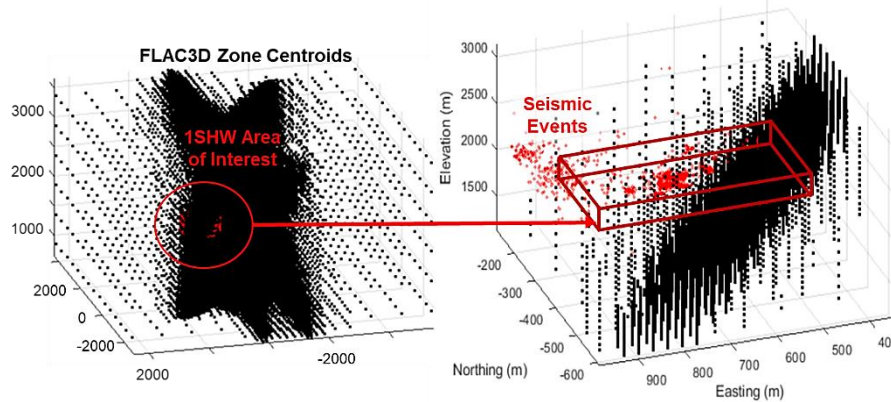 FLAC3D Zone Centroids
3000
2000
1000
1SHW Area
of Interest
2000
0
-2000
2000
-2000
Seismic
Events
Elevation (m)
3000
2500
2000
1500
-200
-300
-400
-500
-600
Northing (m)
900
800
700
600
500
40
Easting (m)